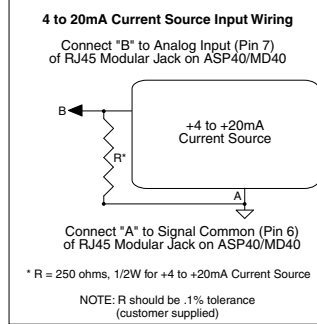 4 to 20mA Current Source Input Wiring
Connect "B" to Analog Input (Pin 7)
of RJ45 Modular Jack on ASP40/MD40
B
+4 to +20mA
Current Source
R*
A
Connect "A" to Signal Common (Pin 6)
of RJ45 Modular Jack on ASP40/MD40
* R = 250 ohms, 1/2W for +4 to +20mA Current Source
NOTE: R should be .1% tolerance
(customer supplied)